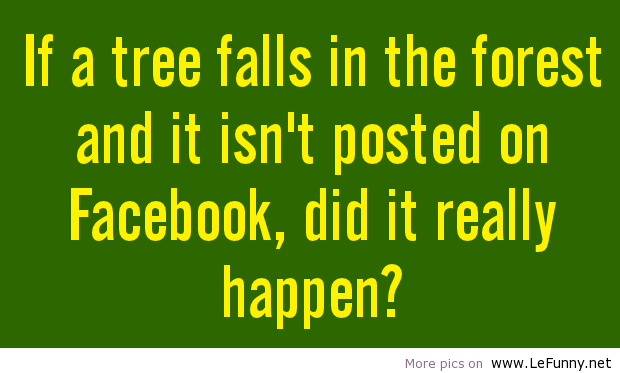 If a tree falls in the forest
and it isn't posted on
Facebook, did it really
happen?
More pics on www.LeFunny.net